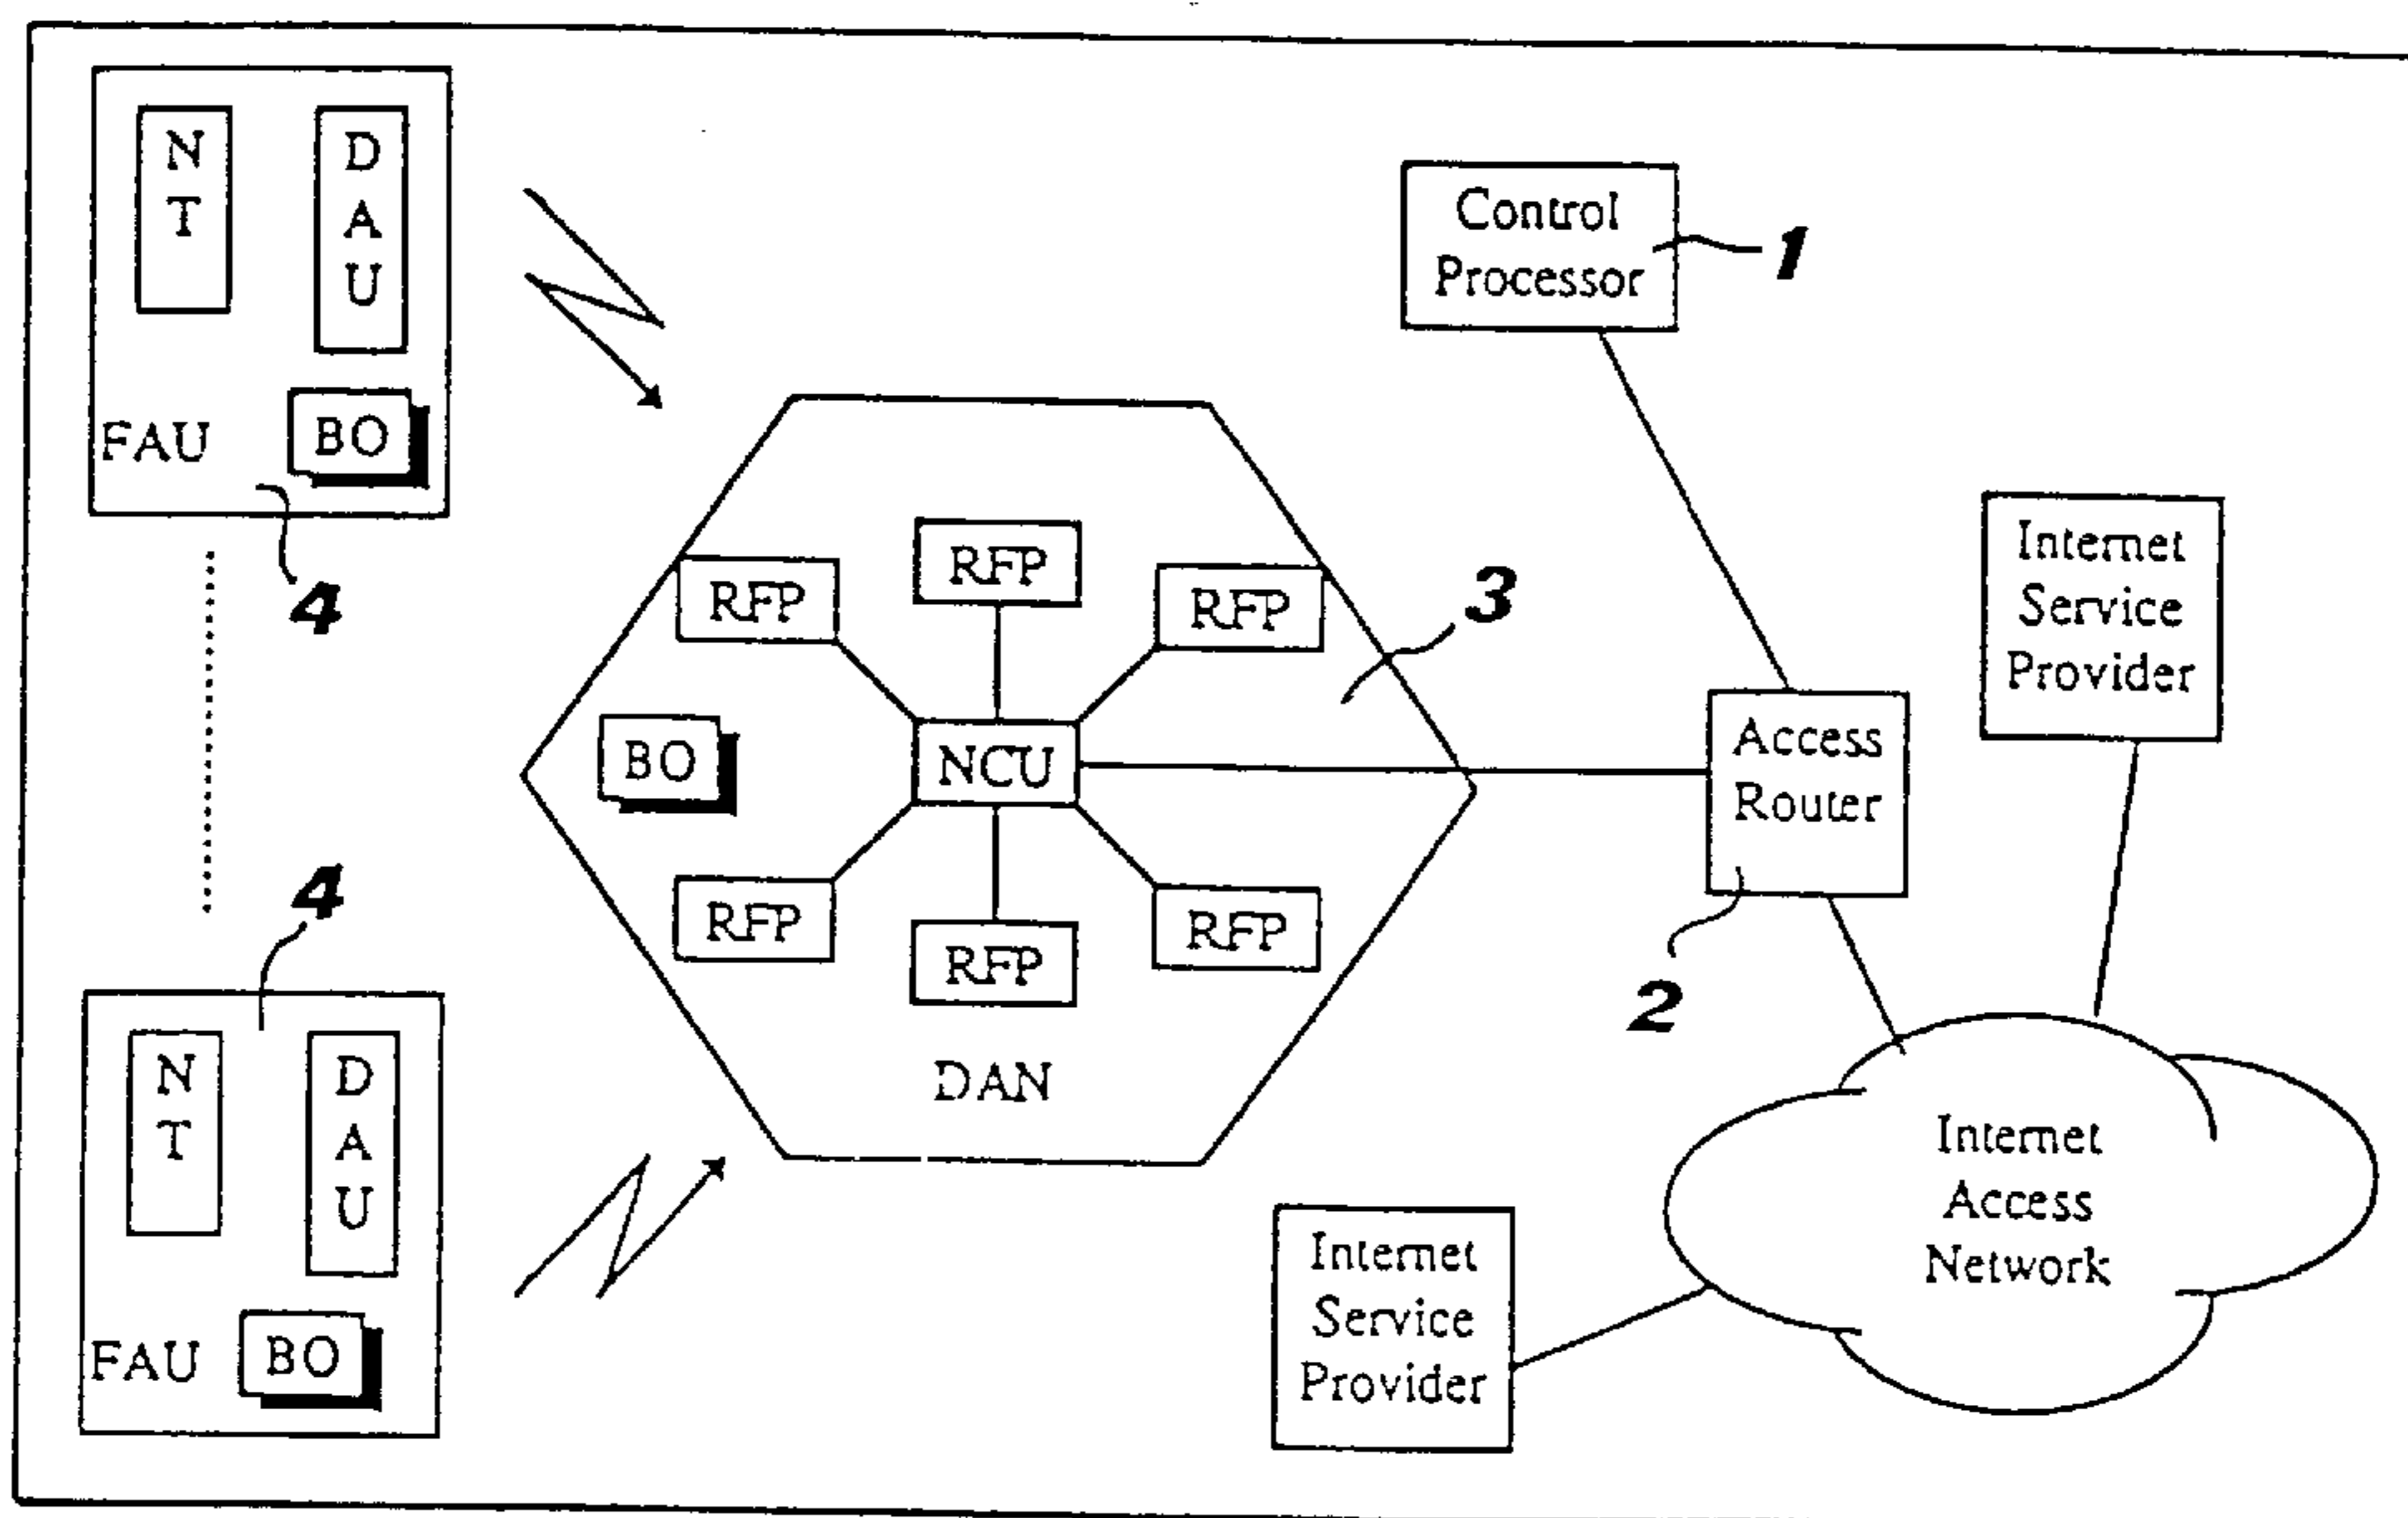 N
T
D
A
U
FAU
BO
4
4
N
T
D
A
U
FAU
BO
RFP
RFP
RFP
BO
NCU
RFP
RFP
RFP
DAN
3
Control
Processor
1
Access
Router
2
Internet
Service
Provider
Internet
Access
Network
Internet
Service
Provider